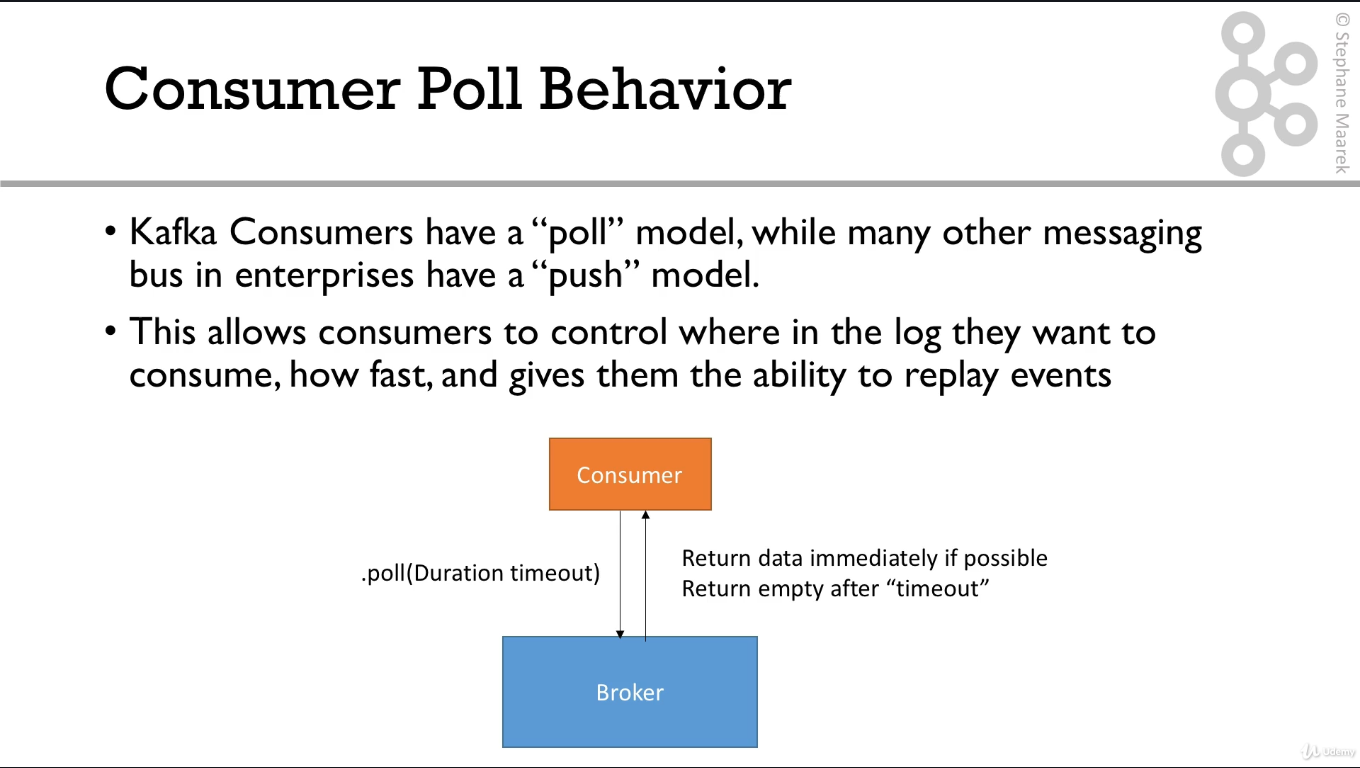 Consumer Poll Behavior
© Stephane Maarek
• Kafka Consumers have a “poll” model, while many other messaging
bus in enterprises have a “push” model.
• This allows consumers to control where in the log they want to
consume, how fast, and gives them the ability to replay events
Consumer
.poll(Duration timeout)
Return data immediately if possible
Return empty after “timeout”
Broker
Udemy